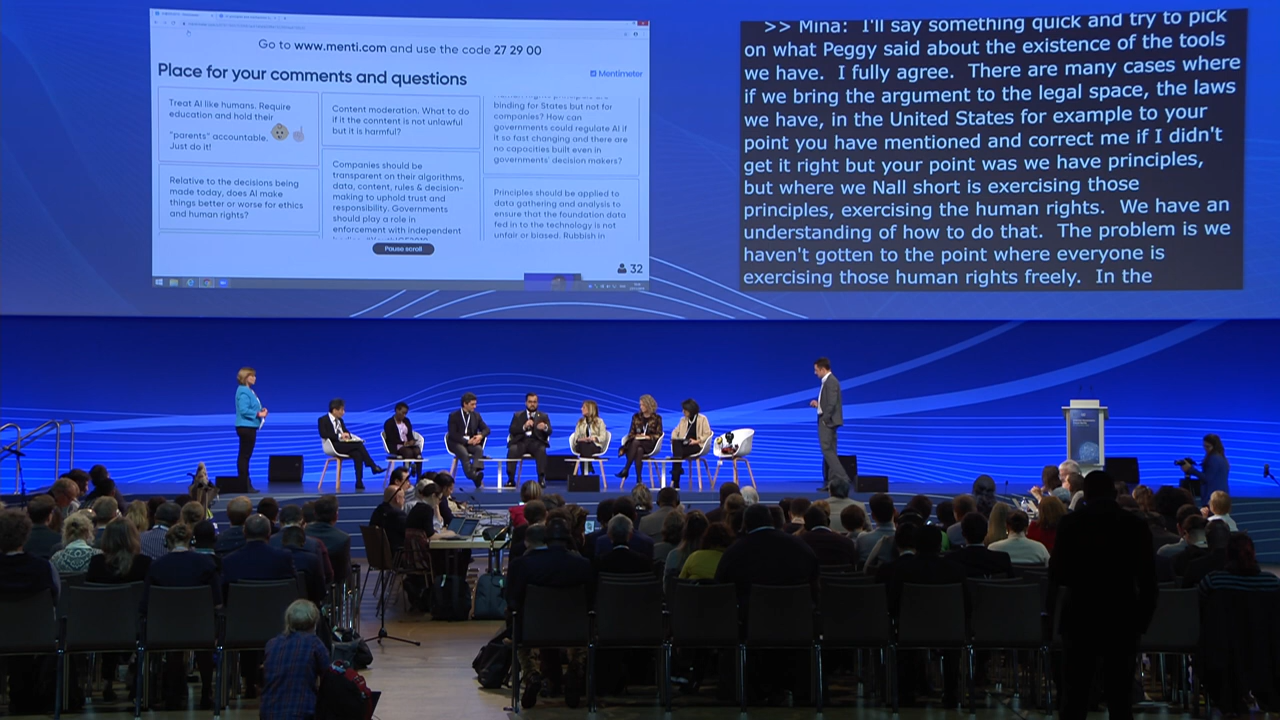 Go to www.menti.com and use the code 27 29 00
Place for your comments and questions
Mentimeter
Treat AI like humans. Require
education and hold their
"parents" accountable.
Just do it!
Relative to the decisions being
made today, does AI make
things better or worse for ethics
and human rights?
Content moderation. What to do
if it the conntent is not unlawful
but it is harmful?
Companies should be
transparent on their algorithms,
data, content, rules & decision-
making to uphold trust and
responsibility. Governments
should play a role in
enforcement with independent
binding for States but not for
companies? How can
governments could regulate AI if
it so fast changing and there are
no capacities built even in
governments' decision makers?
Principles should be applied to
data gathering and analysis to
ensure that the foundation data
fed in to the technology is not
unfair or biased. Rubbish in
Pause scroll
32
>> Mina: I'll say something quick and try to pick
on what Peggy said about the existence of the tools
we have. I fully agree. There are many cases where
if we bring the argument to the legal space, the laws
we have, in the United States for example to your
point you have mentioned and correct me if I didn't
get it right but your point was we have principles,
but where we Nall short is exercising those
principles, exercising the human rights. We have an
understanding of how to do that. The problem is we
haven't gotten to the point where everyone is
exercising those human rights freely. In the